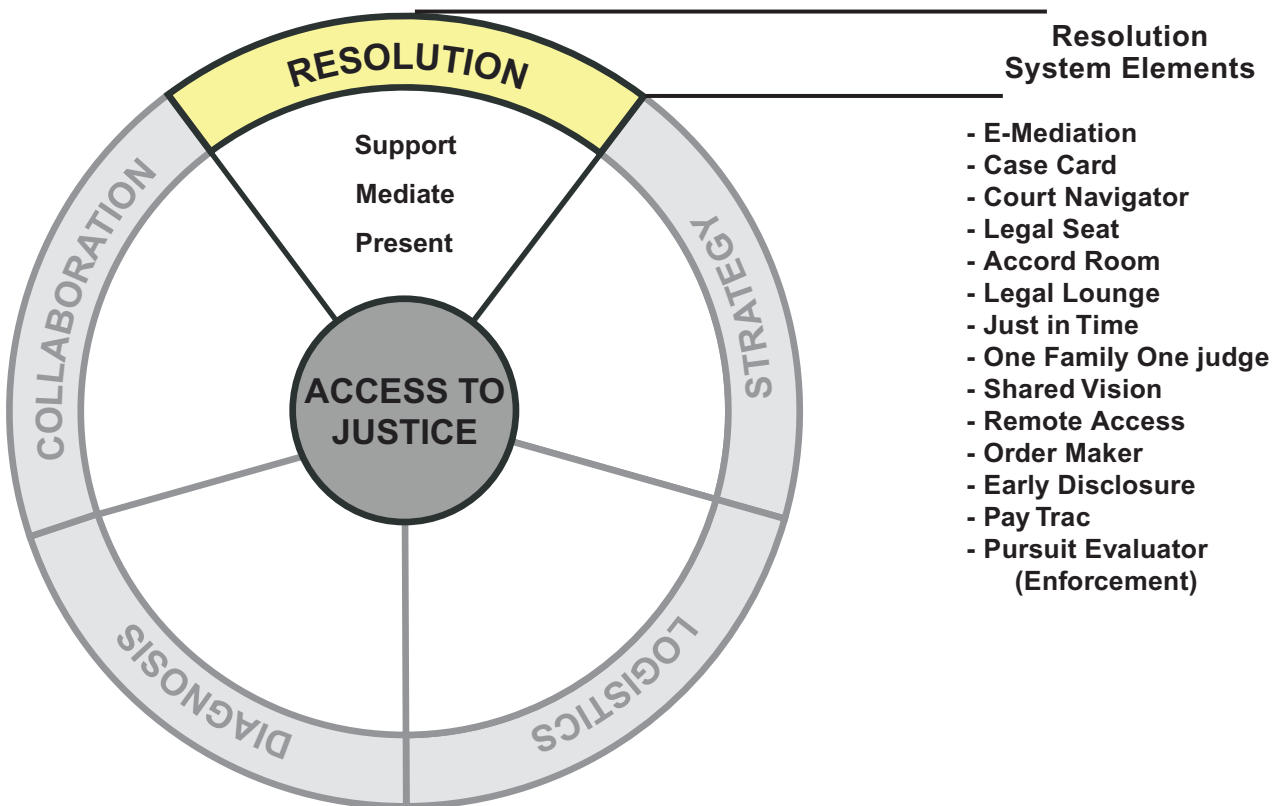 RESOLUTION
Support
Mediate
Present
COLLABORATION
STRATEGY
ACCESS TO
JUSTICE
DIAGNOSIS
LOGISTICS
Resolution
System Elements
- E-Mediation
- Case Card
- Court Navigator
- Legal Seat
- Accord Room
- Legal Lounge
- Just in Time
- One Family One judge
- Shared Vision
- Remote Access
- Order Maker
- Early Disclosure
- Pay Trac
- Pursuit Evaluator
(Enforcement)